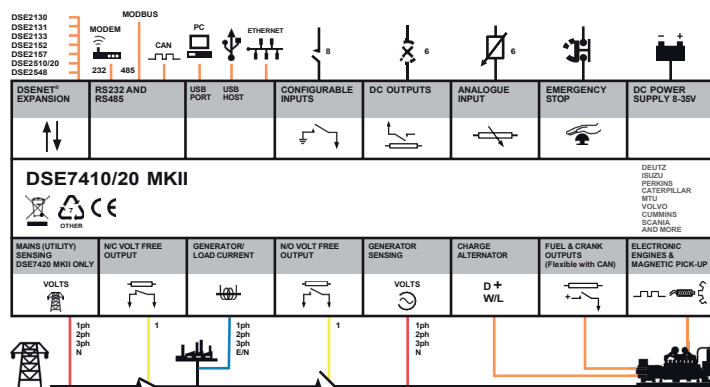 DSE2130
DSE2131
DSE2133
DSE2152
DSE2157
DSE2510/20
DSE2548
MODEM
232
485
MODBUS
CAN
PC
ETHERNET
8
6
6
DSENET®
EXPANSION
RS232 AND
RS485
USB
PORT
USB
HOST
CONFIGURABLE
INPUTS
DC OUTPUTS
ANALOGUE
INPUT
EMERGENCY
STOP
DC POWER
SUPPLY 8-35V
DSE7410/20 MKII
7
OTHER
CE
DEUTZ
ISUZU
PERKINS
CATERPILLAR
MTU
VOLVO
CUMMINS
SCANIA
AND MORE
MAINS (UTILITY)
SENSING
DSE7420 MKII ONLY
N/C VOLT FREE
OUTPUT
GENERATOR/
LOAD CURRENT
N/O VOLT FREE
OUTPUT
GENERATOR
SENSING
CHARGE
ALTERNATOR
FUEL & CRANK
OUTPUTS
(Flexible with CAN)
ELECTRONIC
ENGINES &
MAGNETIC PICK-UP
VOLTS
VOLTS
D+
W/L
1ph
2ph
3ph
N
1
1ph
2ph
3ph
E/N
1
1ph
2ph
3ph
N